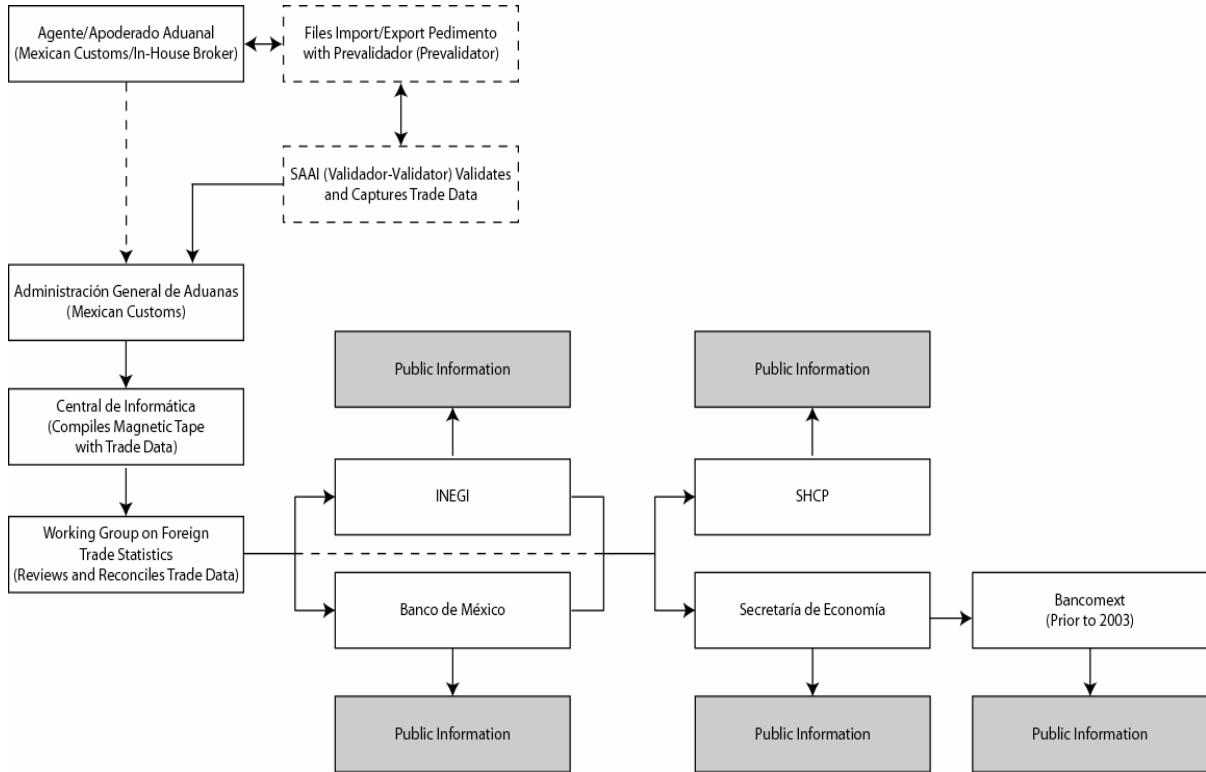 Agente/Apoderado Aduanal
(Mexican Customs/In-House Broker)
Files Import/Export Pedimento
with Prevalidador (Prevalidator)
SAAI (Validador-Validator) Validates
and Captures Trade Data
Administración General de Aduanas
(Mexican Customs)
Central de Informática
(Compiles Magnetic Tape
with Trade Data)
Working Group on Foreign
Trade Statistics
(Reviews and Reconciles Trade Data)
Public Information
Public Information
INEGI
SHCP
Banco de México
Secretaría de Economía
Bancomext
(Prior to 2003)
Public Information
Public Information
Public Information